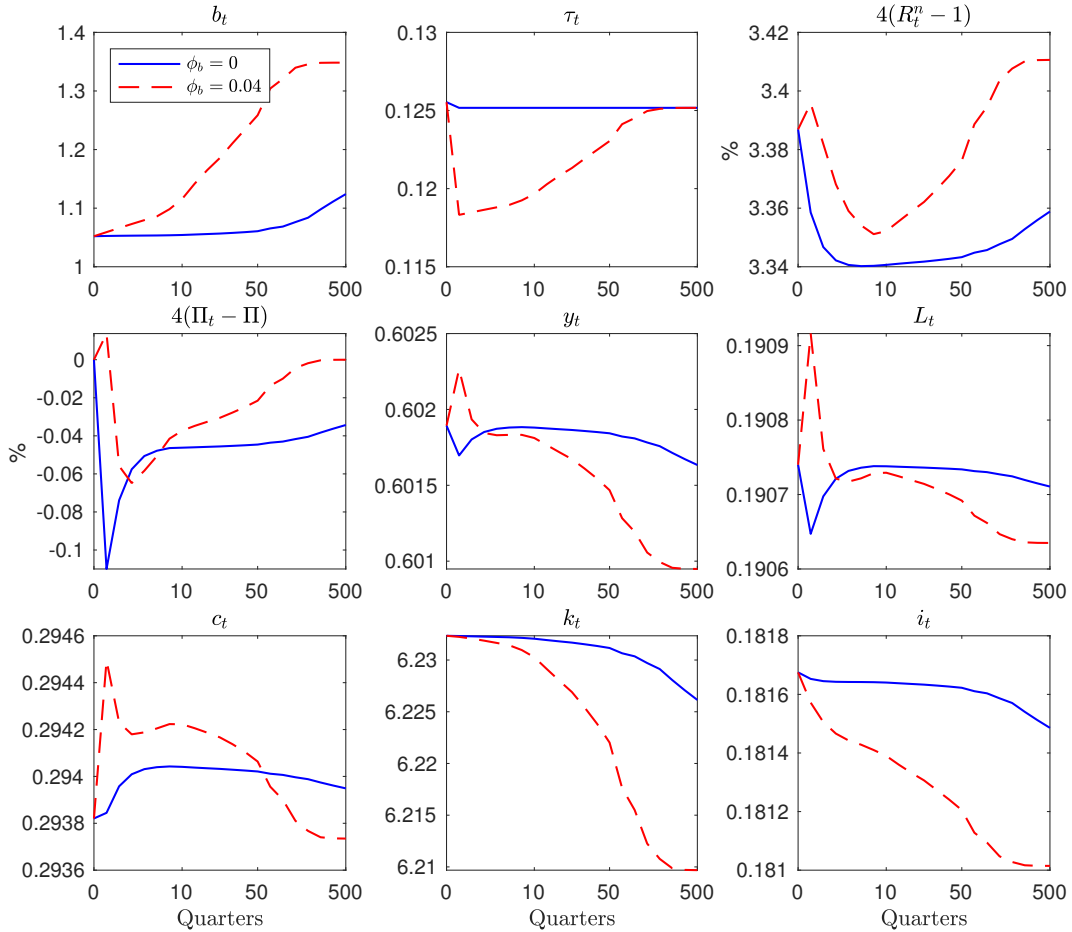 b_t
τ_t
4(R_t^n − 1)
1.4
1.3
1.2
1.1
1
ϕ_b = 0
ϕ_b = 0.04
0 10 50 500
0.13
0.125
0.12
0.115
0 10 50 500
%
3.42
3.4
3.38
3.36
3.34
0 10 50 500
4(Π_t − Π)
y_t
L_t
%
0
-0.02
-0.04
-0.06
-0.08
-0.1
0 10 50 500
0.6025
0.602
0.6015
0.601
0 10 50 500
0.1909
0.1908
0.1907
0.1906
0 10 50 500
c_t
k_t
i_t
0.2946
0.2944
0.2942
0.294
0.2938
0.2936
0 10 50 500
Quarters
6.23
6.225
6.22
6.215
6.21
0 10 50 500
Quarters
0.1818
0.1816
0.1814
0.1812
0.181
0 10 50 500
Quarters